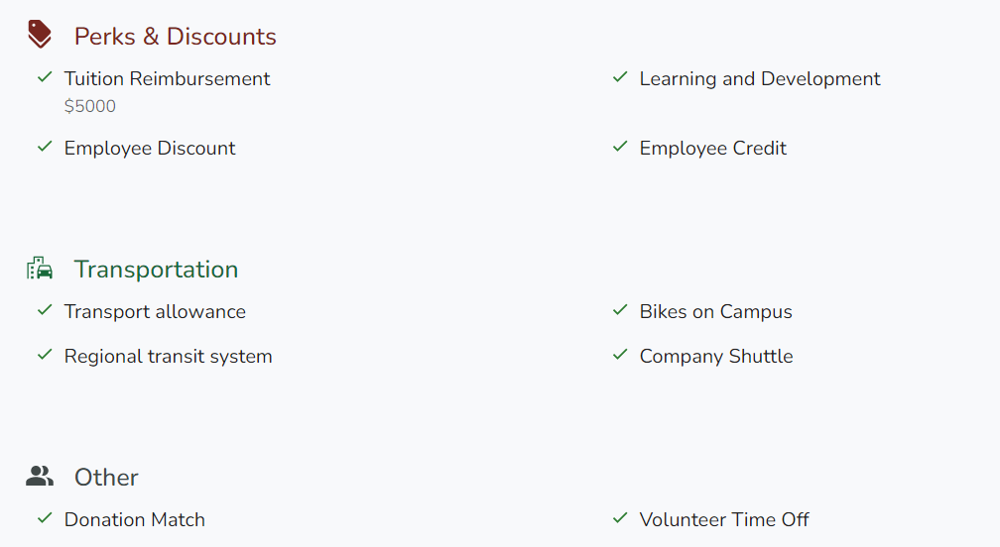 Perks & Discounts
Tuition Reimbursement
$5000
Learning and Development
Employee Discount
Employee Credit
Transportation
Transport allowance
Bikes on Campus
Regional transit system
Company Shuttle
Other
Donation Match
Volunteer Time Off